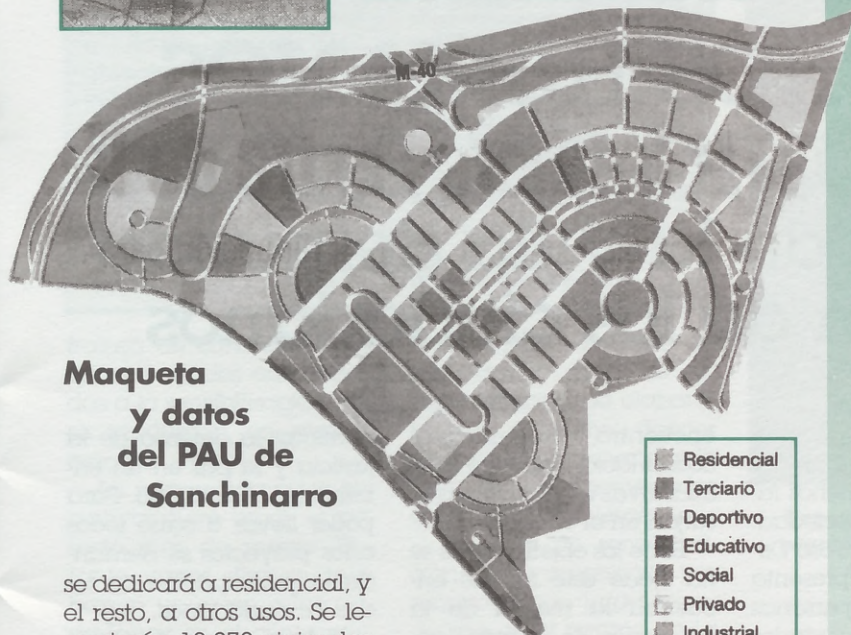 M-40
Maqueta
y datos
del PAU de
Sanchinarro
se dedicará a residencial, y
el resto, a otros usos. Se le-
Residencial
Terciario
Deportivo
Educativo
Social
Privado
Industrial